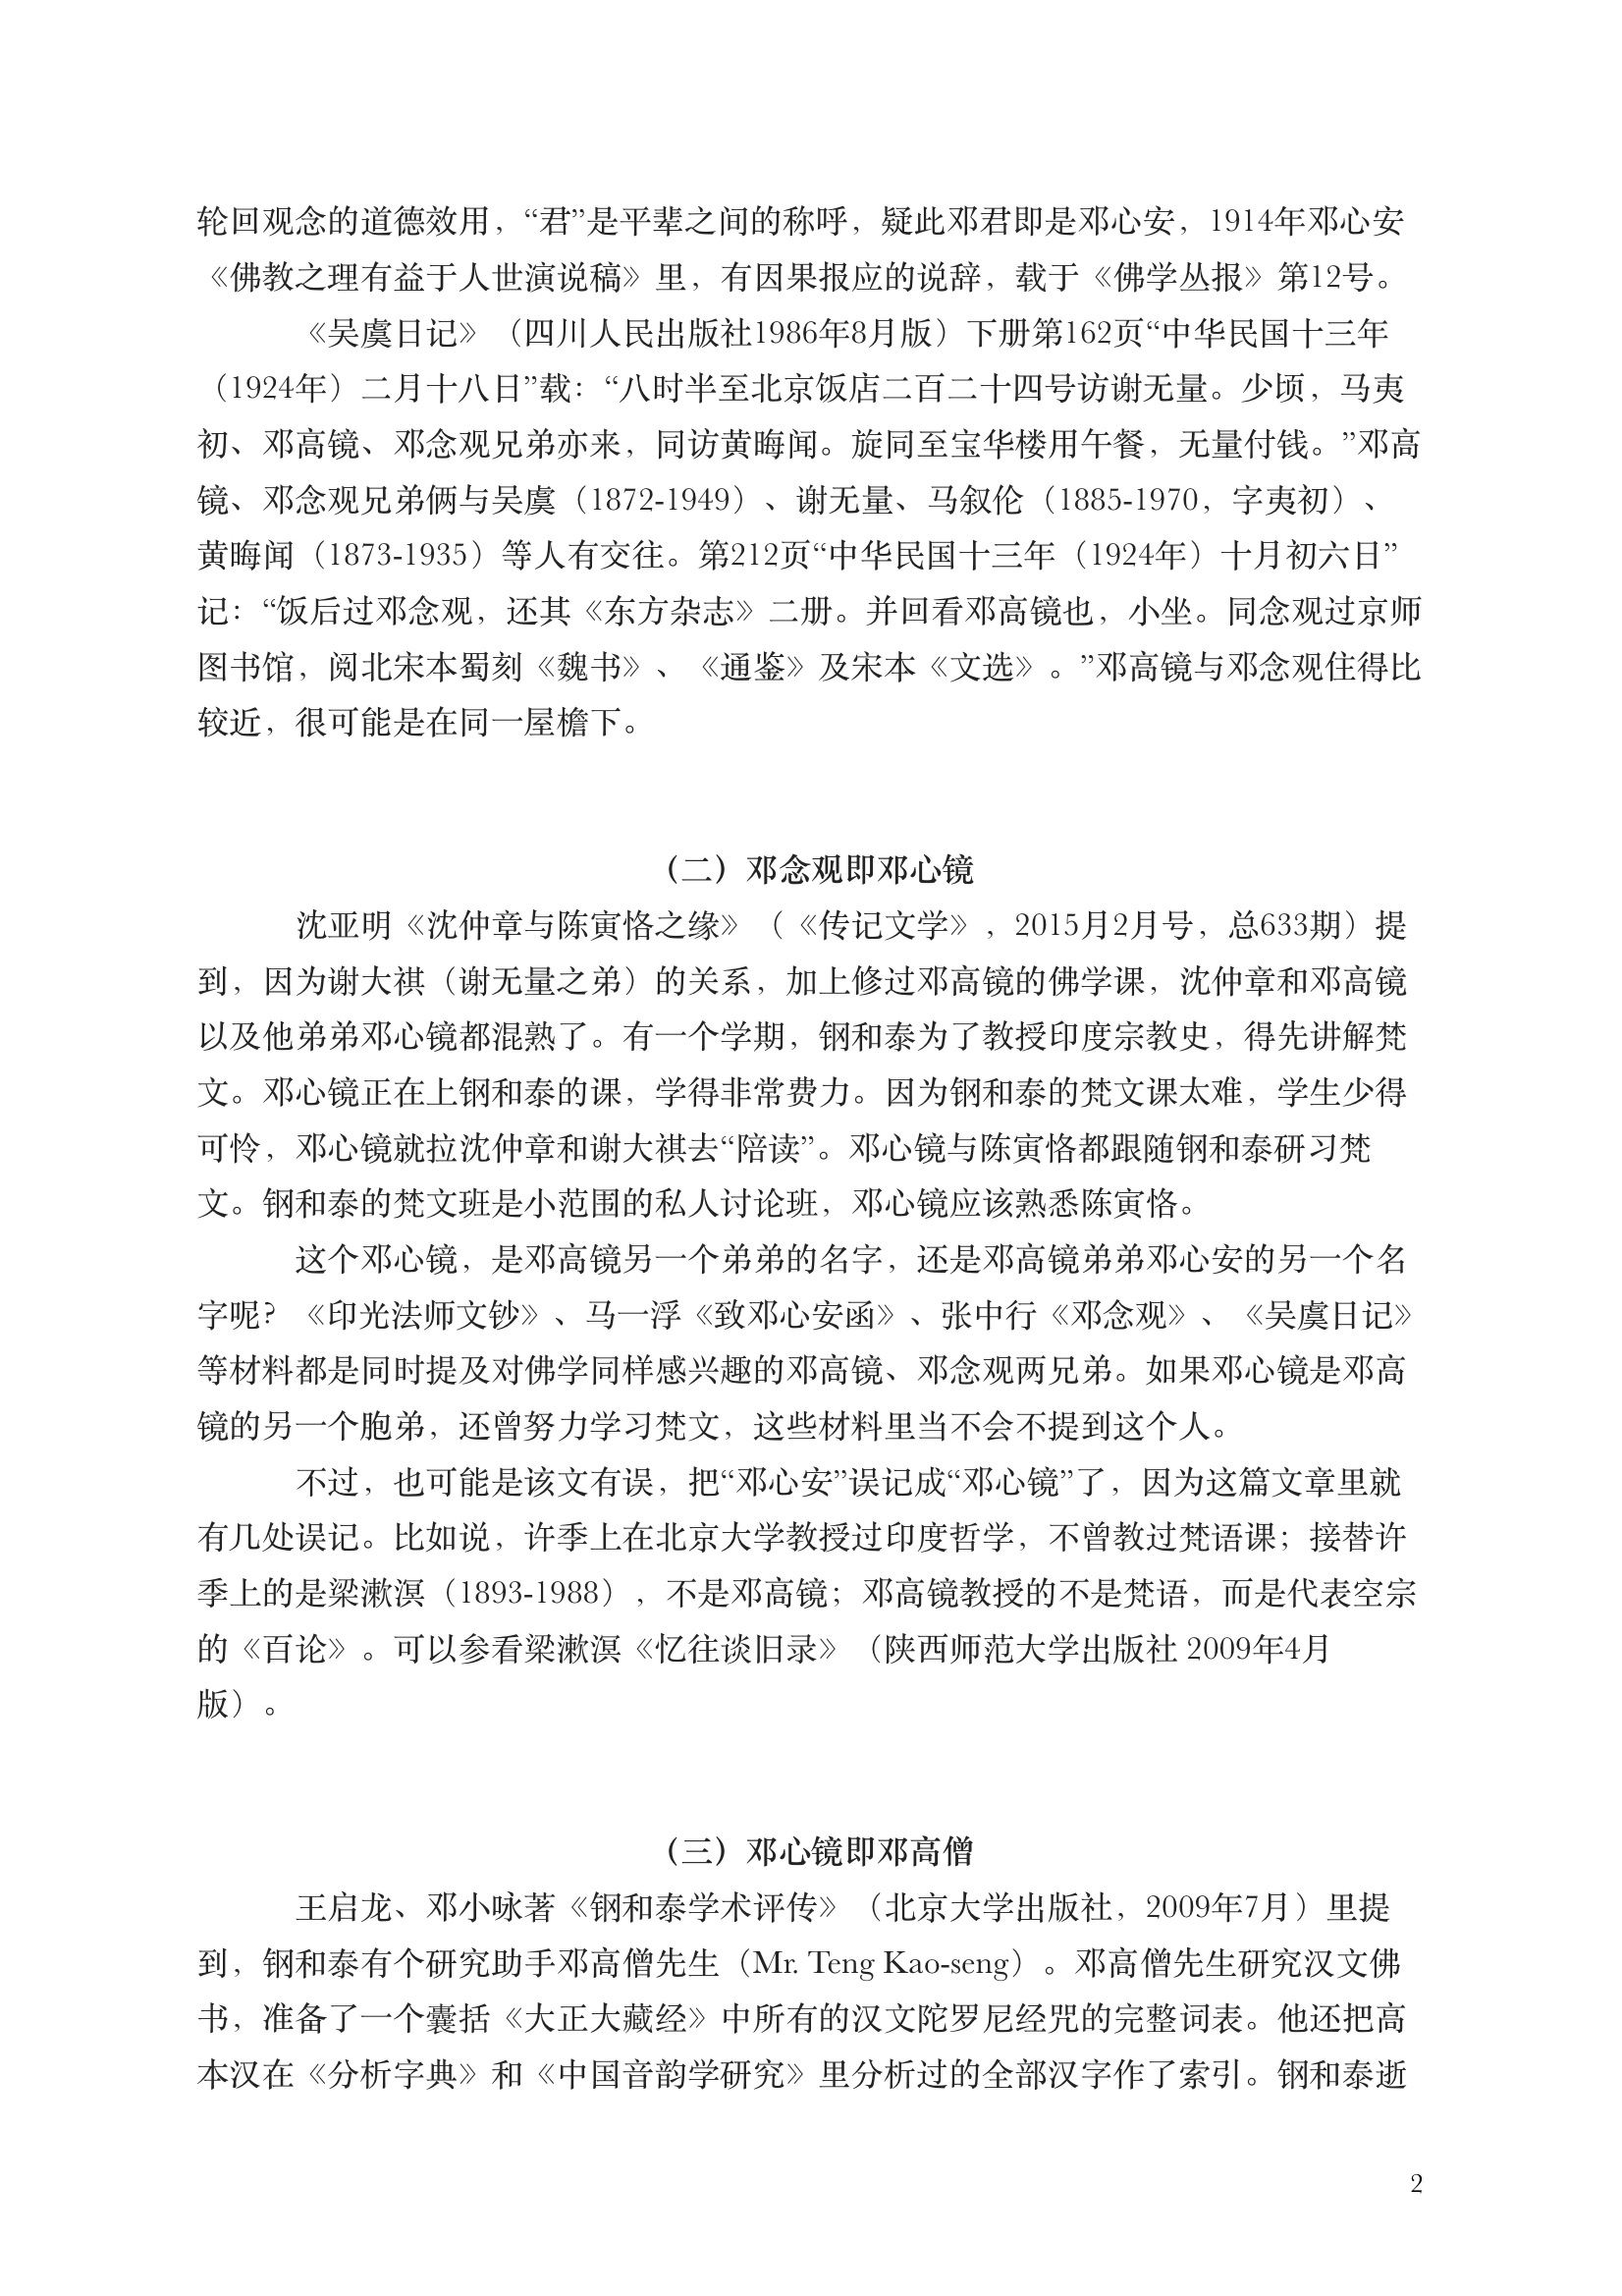 轮回观念的道德效用，“君”是平辈之间的称呼，疑此邓君即是邓心安，1914年邓心安
《佛教之理有益于人世演说稿》里，有因果报应的说辞，载于《佛学丛报》第12号。
《吴虞日记》（四川人民出版社1986年8月版）下册第162页“中华民国十三年
（1924年）二月十八日”载：“八时半至北京饭店二百二十四号访谢无量。少顷，马夷
初、邓高镜、邓念观兄弟亦来，同访黄晦闻。旋同至宝华楼用午餐，无量付钱。”邓高
镜、邓念观兄弟俩与吴虞（1872-1949）、谢无量、马叙伦（1885-1970，字夷初）、
黄晦闻（1873-1935）等人有交往。第212页“中华民国十三年（1924年）十月初六日”
记：“饭后过邓念观，还其《东方杂志》二册。并回看邓高镜也，小坐。同念观过京师
图书馆，阅北宋本蜀刻《魏书》、《通鉴》及宋本《文选》。”邓高镜与邓念观住得比
较近，很可能是在同一屋檐下。
（二）邓念观即邓心镜
沈亚明《沈仲章与陈寅恪之缘》（《传记文学》，2015月2月号，总633期）提
到，因为谢大祺（谢无量之弟）的关系，加上修过邓高镜的佛学课，沈仲章和邓高镜
以及他弟弟邓心镜都混熟了。有一个学期，钢和泰为了教授印度宗教史，得先讲解梵
文。邓心镜正在上钢和泰的课，学得非常费力。因为钢和泰的梵文课太难，学生少得
可怜，邓心镜就拉沈仲章和谢大祺去“陪读”。邓心镜与陈寅恪都跟随钢和泰研习梵
文。钢和泰的梵文班是小范围的私人讨论班，邓心镜应该熟悉陈寅恪。
这个邓心镜，是邓高镜另一个弟弟的名字，还是邓高镜弟弟邓心安的另一个名
字呢？《印光法师文钞》、马一浮《致邓心安函》、张中行《邓念观》、《吴虞日记》
等材料都是同时提及对佛学同样感兴趣的邓高镜、邓念观两兄弟。如果邓心镜是邓高
镜的另一个胞弟，还曾努力学习梵文，这些材料里当不会不提到这个人。
不过，也可能是该文有误，把“邓心安”误记成“邓心镜”了，因为这篇文章里就
有几处误记。比如说，许季上在北京大学教授过印度哲学，不曾教过梵语课；接替许
季上的是梁漱溟（1893-1988），不是邓高镜；邓高镜教授的不是梵语，而是代表空宗
的《百论》。可以参看梁漱溟《忆往谈旧录》（陕西师范大学出版社 2009年4月
版）。
（三）邓心镜即邓高僧
王启龙、邓小咏著《钢和泰学术评传》（北京大学出版社，2009年7月）里提
到，钢和泰有个研究助手邓高僧先生（Mr. Teng Kao-seng）。邓高僧先生研究汉文佛
书，准备了一个囊括《大正大藏经》中所有的汉文陀罗尼经咒的完整词表。他还把高
本汉在《分析字典》和《中国音韵学研究》里分析过的全部汉字作了索引。钢和泰逝
2